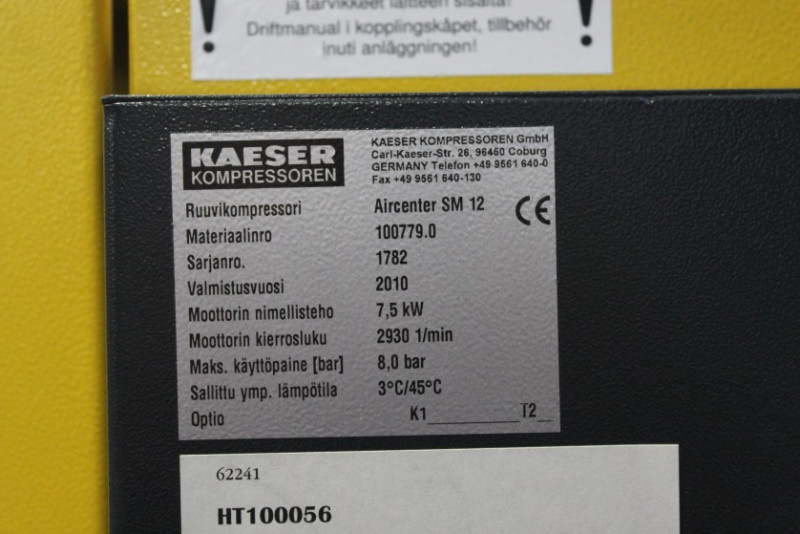 ja tarvikkeet laitteen sisältä!
Driftmanual i kopplingskåpet, tillbehör
inuti anläggningen!
! !
KAESER
KOMPRESSOREN
KAESER KOMPRESSOREN GmbH
Carl-Kaeser-Str. 26, 96450 Coburg
GERMANY Telefon +49 9561 640-0
Fax +49 9561 640-130
Ruuvikompressori Aircenter SM 12 CE
Materiaalinro 100779.0
Sarjanro. 1782
Valmistusvuosi 2010
Moottorin nimellisteho 7,5 kW
Moottorin kierrosluku 2930 1/min
Maks. käyttöpaine [bar] 8,0 bar
Sallittu ymp. lämpötila 3°C/45°C
Optio K1__________T2__
62241
HT100056